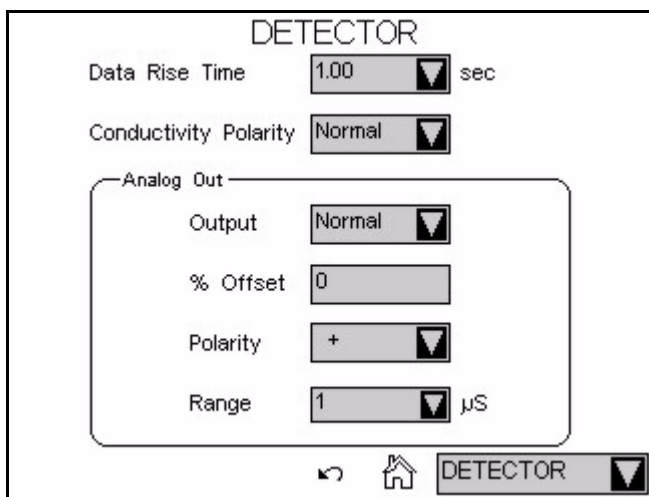 DETECTOR
Data Rise Time 1.00 sec
Conductivity Polarity Normal
Analog Out
Output Normal
% Offset 0
Polarity +
Range 1 µS
DETECTOR